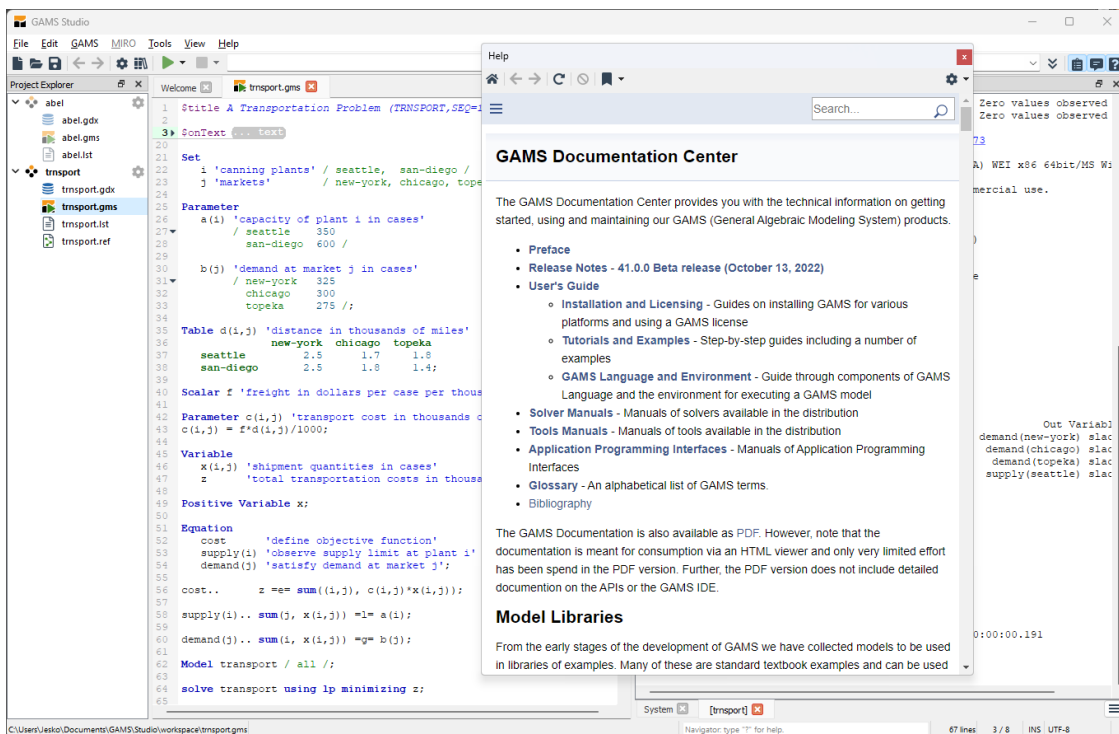 GAMS Studio
File Edit GAMS MIRO Tools View Help
Project Explorer
abel
abel.gdx
abel.gms
abel.lst
trnsport
trnsport.gdx
trnsport.gms
trnsport.lst
trnsport.ref
Welcome trnsport.gms
1 $title A Transportation Problem (TRNSPORT,SEQ=1
2
3 $onText ... text
20
21 Set
22 i 'canning plants' / seattle, san-diego /
23 j 'markets' / new-york, chicago, tope
24
25 Parameter
26 a(i) 'capacity of plant i in cases'
27 / seattle 350
28 san-diego 600 /
29
30 b(j) 'demand at market j in cases'
31 / new-york 325
32 chicago 300
33 topeka 275 /;
34
35 Table d(i,j) 'distance in thousands of miles'
36 new-york chicago topeka
37 seattle 2.5 1.7 1.8
38 san-diego 2.5 1.8 1.4;
39
40 Scalar f 'freight in dollars per case per thous
41
42 Parameter c(i,j) 'transport cost in thousands o
43 c(i,j) = f*d(i,j)/1000;
44
45 Variable
46 x(i,j) 'shipment quantities in cases'
47 z 'total transportation costs in thousa
48
49 Positive Variable x;
50
51 Equation
52 cost 'define objective function'
53 supply(i) 'observe supply limit at plant i'
54 demand(j) 'satisfy demand at market j';
55
56 cost.. z =e= sum((i,j), c(i,j)*x(i,j));
57
58 supply(i).. sum(j, x(i,j)) =l= a(i);
59
60 demand(j).. sum(i, x(i,j)) =g= b(j);
61
62 Model transport / all /;
63
64 solve transport using lp minimizing z;
65
Help
Search...
GAMS Documentation Center
The GAMS Documentation Center provides you with the technical information on getting
started, using and maintaining our GAMS (General Algebraic Modeling System) products.
• Preface
• Release Notes - 41.0.0 Beta release (October 13, 2022)
• User's Guide
◦ Installation and Licensing - Guides on installing GAMS for various
platforms and using a GAMS license
◦ Tutorials and Examples - Step-by-step guides including a number of
examples
◦ GAMS Language and Environment - Guide through components of GAMS
Language and the environment for executing a GAMS model
• Solver Manuals - Manuals of solvers available in the distribution
• Tools Manuals - Manuals of tools available in the distribution
• Application Programming Interfaces - Manuals of Application Programming
Interfaces
• Glossary - An alphabetical list of GAMS terms.
• Bibliography
The GAMS Documentation is also available as PDF. However, note that the
documentation is meant for consumption via an HTML viewer and only very limited effort
has been spend in the PDF version. Further, the PDF version does not include detailed
documentation on the APIs or the GAMS IDE.
Model Libraries
From the early stages of the development of GAMS we have collected models to be used
in libraries of examples. Many of these are standard textbook examples and can be used
Zero values observed
Zero values observed
73
A) WEI x86 64bit/MS Wi
mercial use.
)
e
Out Variabl
demand(new-york) slac
demand(chicago) slac
demand(topeka) slac
supply(seattle) slac
0:00:00.191
System [trnsport]
C:\Users\Jesko\Documents\GAMS\Studio\workspace\trnsport.gms
Navigator: type "?" for help.
67 lines 3 / 8 INS UTF-8